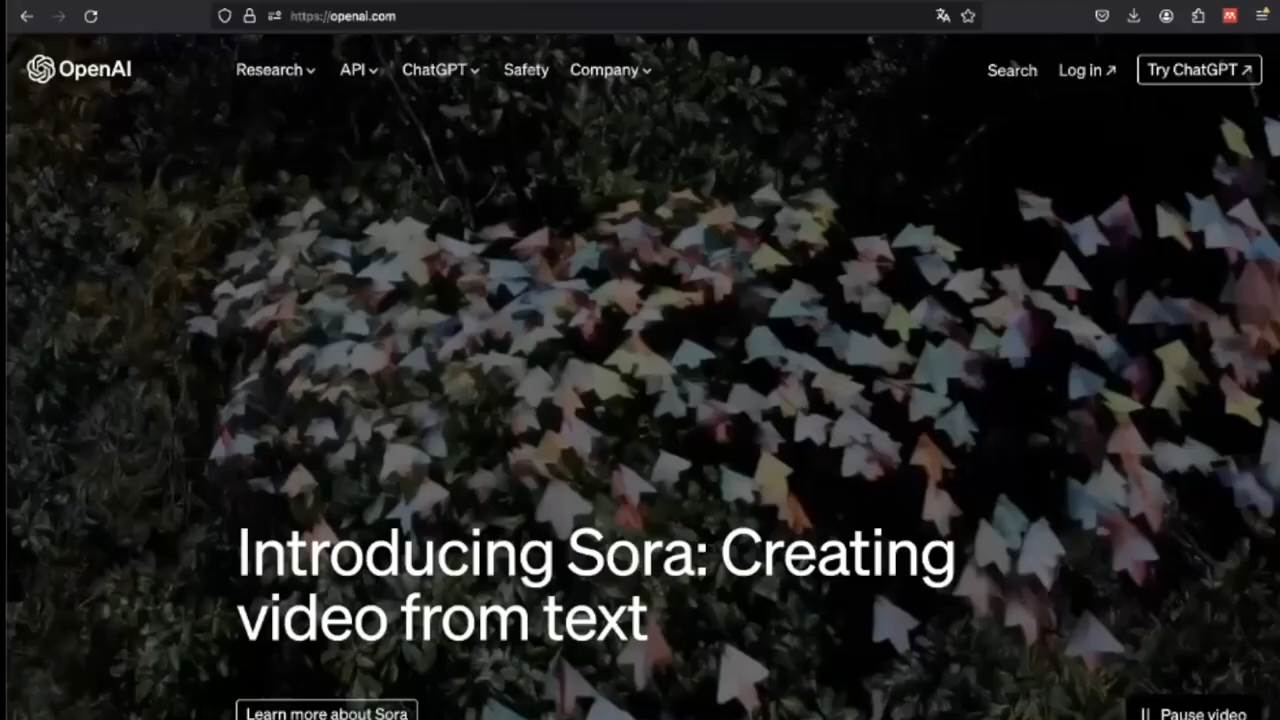 https://openai.com
OpenAI
Research
API
ChatGPT
Safety
Company
Search
Log in ↗
Try ChatGPT ↗
Introducing Sora: Creating
video from text
Learn more about Sora
Pause video